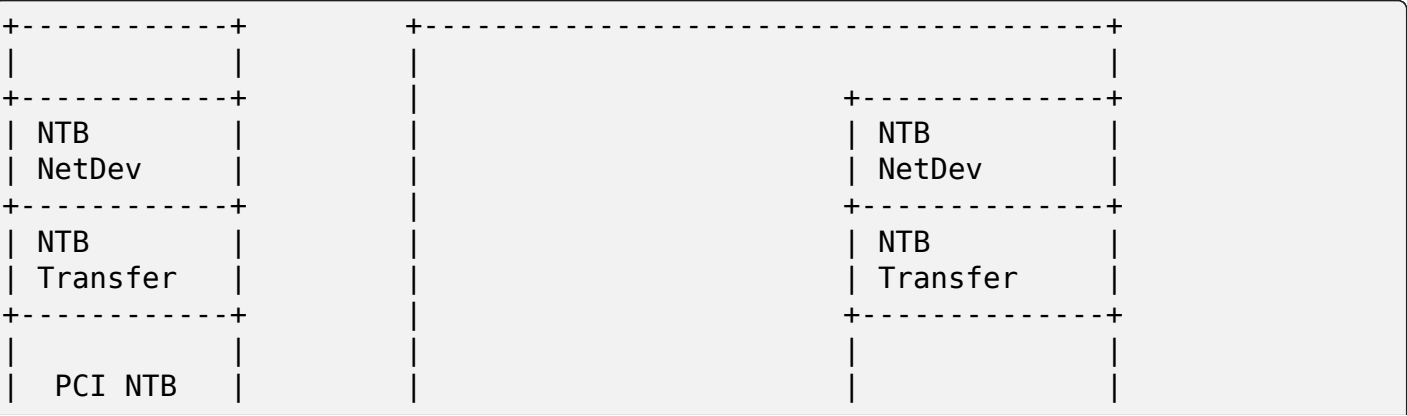 +------------+         +---------------------------------------+
|            |         |                                       |
+------------+         |                        +--------------+
| NTB        |         |                        | NTB          |
| NetDev     |         |                        | NetDev       |
+------------+         |                        +--------------+
| NTB        |         |                        | NTB          |
| Transfer   |         |                        | Transfer     |
+------------+         |                        +--------------+
|            |         |                        |              |
|  PCI NTB   |         |                        |              |